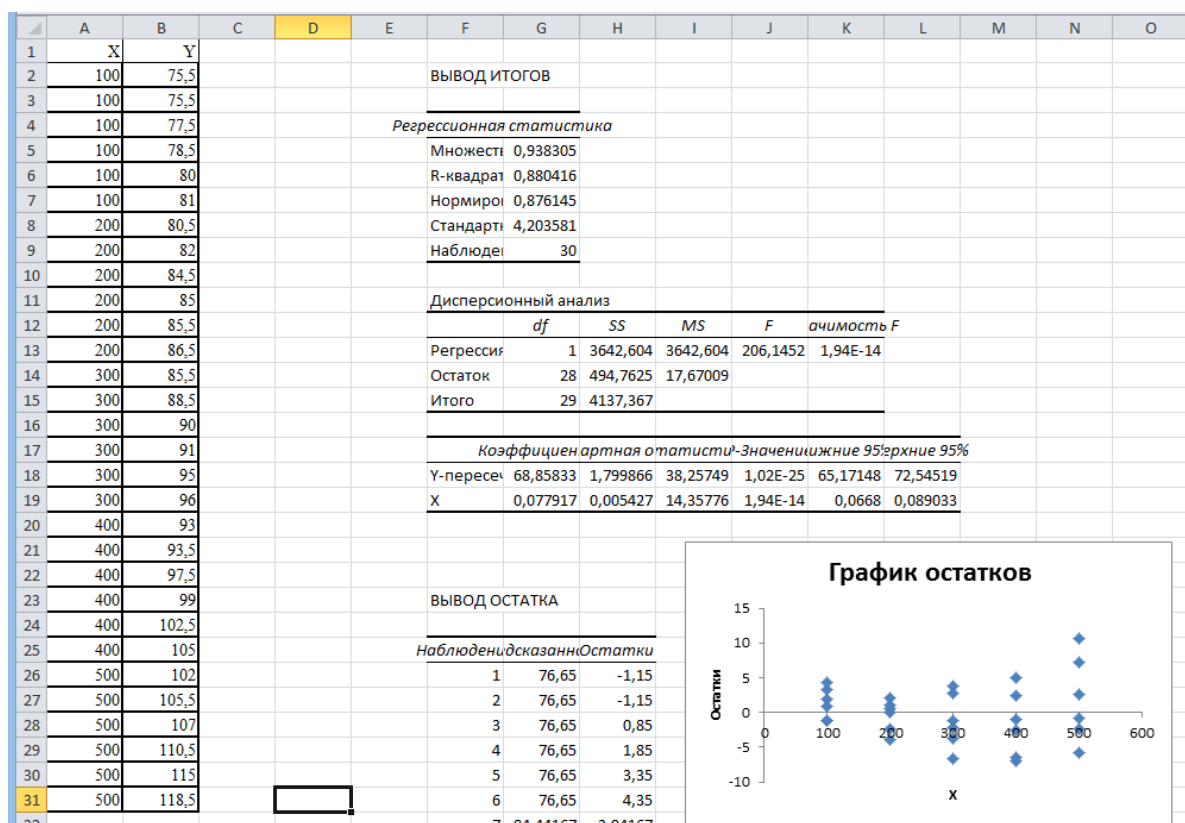 A B C D E F G H I J K L M N O
1 X Y
2 100 75,5 ВЫВОД ИТОГОВ
3 100 75,5
4 100 77,5 Регрессионная статистика
5 100 78,5 Множест 0,938305
6 100 80 R-квадрат 0,880416
7 100 81 Нормиро 0,876145
8 200 80,5 Стандарт 4,203581
9 200 82 Наблюде 30
10 200 84,5
11 200 85 Дисперсионный анализ
12 200 85,5 df SS MS F ачимость F
13 200 86,5 Регрессия 1 3642,604 3642,604 206,1452 1,94E-14
14 300 85,5 Остаток 28 494,7625 17,67009
15 300 88,5 Итого 29 4137,367
16 300 90
17 300 91 Коэффициен артная о татисти Р-Значение ижние 95% ерхние 95%
18 300 95 Y-пересеч 68,85833 1,799866 38,25749 1,02E-25 65,17148 72,54519
19 300 96 X 0,077917 0,005427 14,35776 1,94E-14 0,0668 0,089033
20 400 93
21 400 93,5
22 400 97,5
23 400 99 ВЫВОД ОСТАТКА
24 400 102,5
25 400 105 Наблюдени дсказанн Остатки
26 500 102 1 76,65 -1,15
27 500 105,5 2 76,65 -1,15
28 500 107 3 76,65 0,85
29 500 110,5 4 76,65 1,85
30 500 115 5 76,65 3,35
31 500 118,5 6 76,65 4,35
График остатков
Остатки
15
10
5
0
-5
-10
0 100 200 300 400 500 600
X